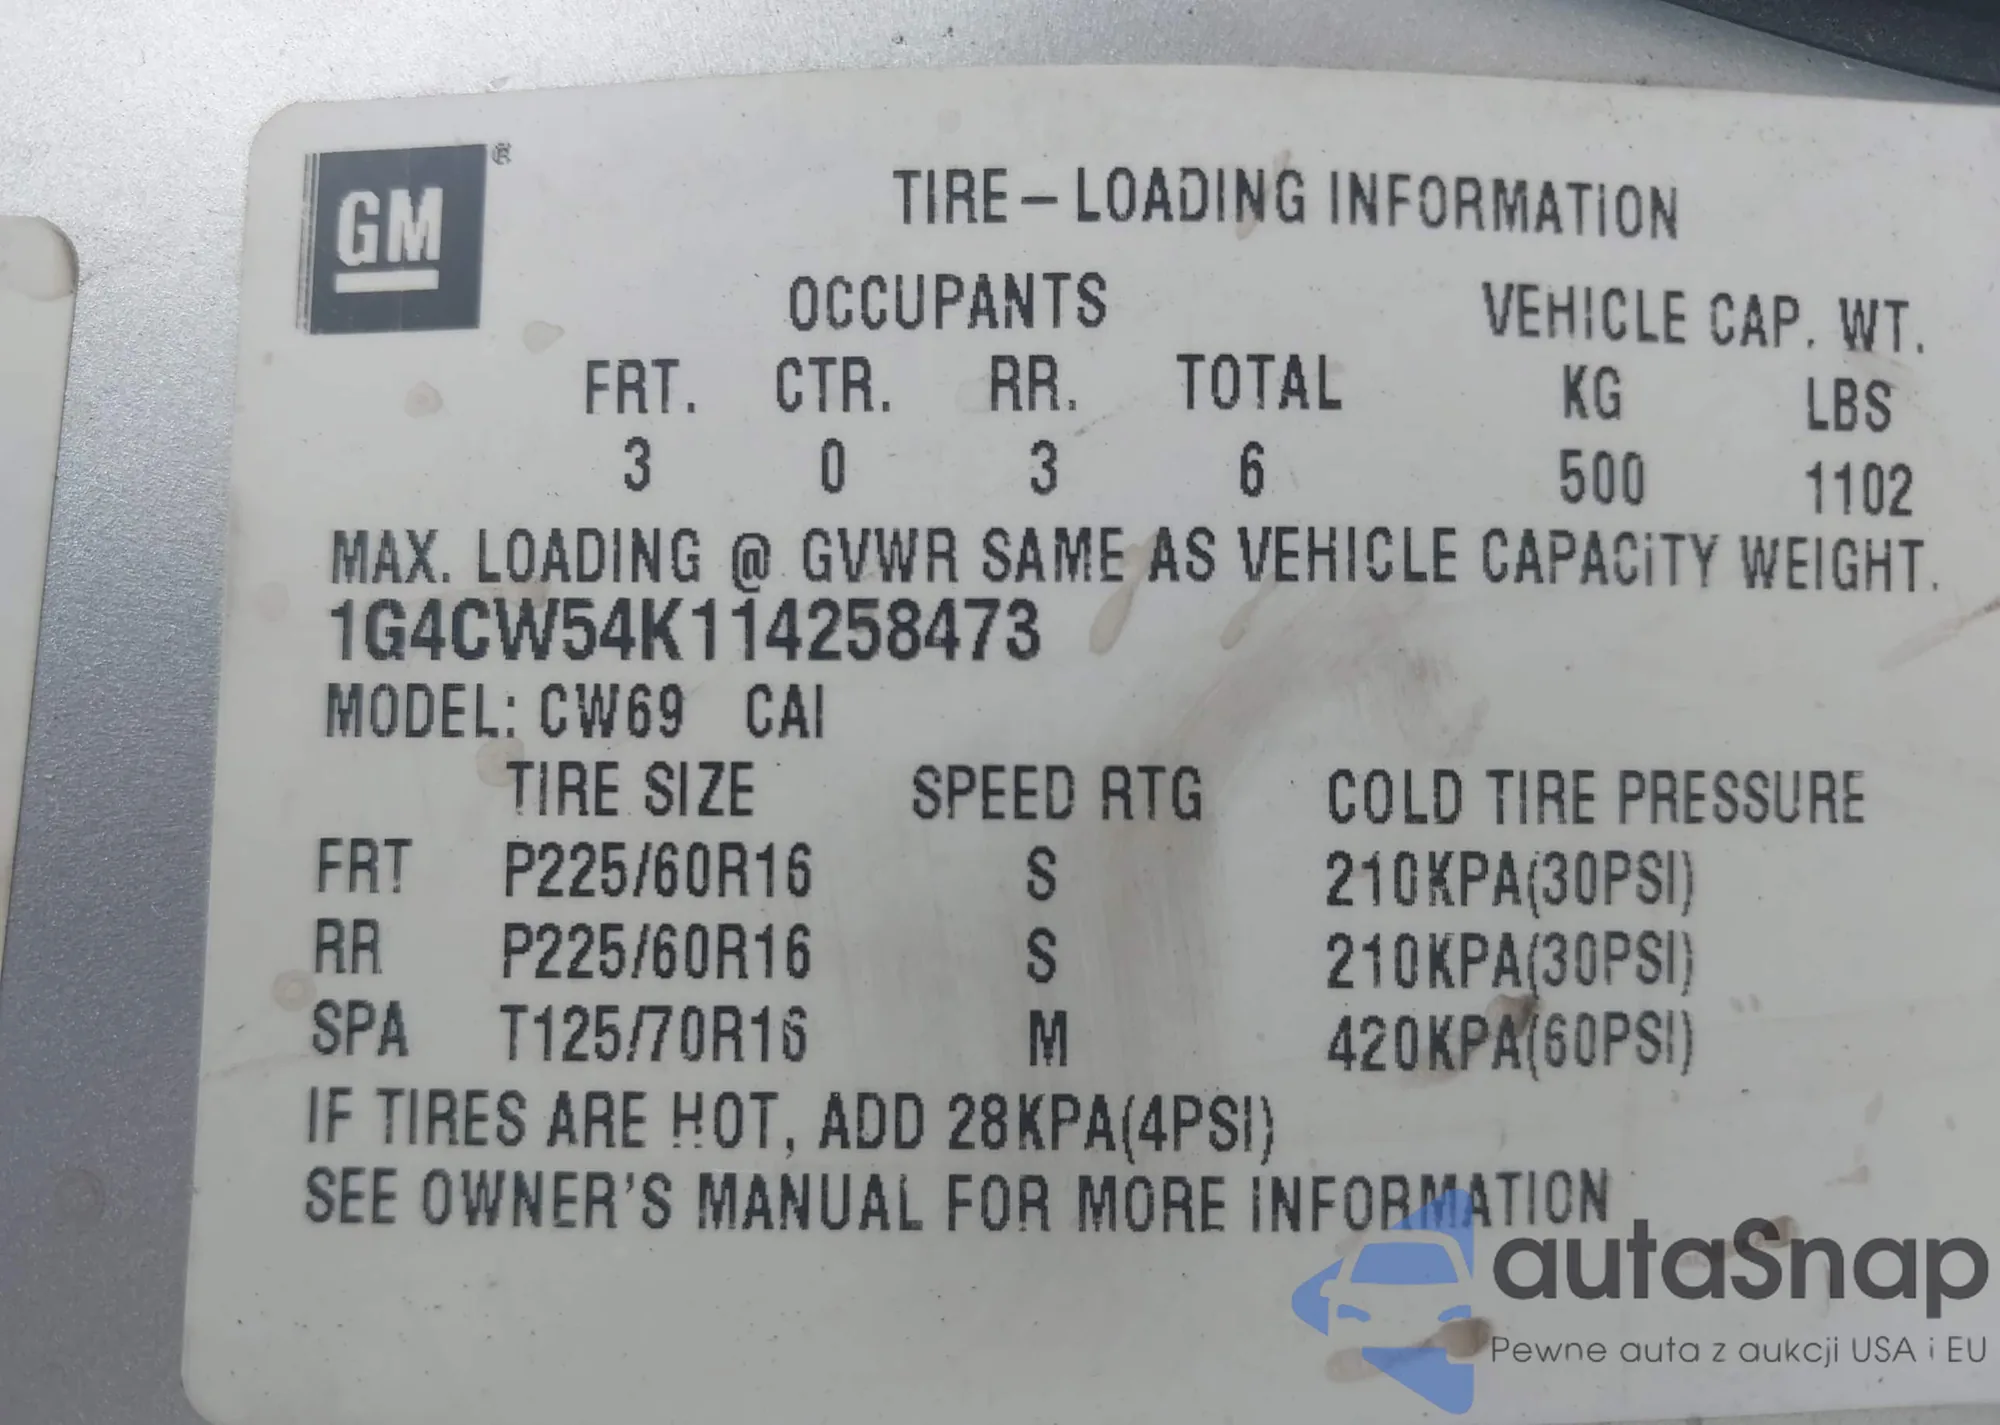 GM®
TIRE – LOADING INFORMATION
OCCUPANTS VEHICLE CAP. WT.
FRT. CTR. RR. TOTAL KG LBS
3 0 3 6 500 1102
MAX. LOADING @ GVWR SAME AS VEHICLE CAPACITY WEIGHT.
1G4CW54K114258473
MODEL: CW69 CAI
TIRE SIZE SPEED RTG COLD TIRE PRESSURE
FRT P225/60R16 S 210KPA(30PSI)
RR P225/60R16 S 210KPA(30PSI)
SPA T125/70R16 M 420KPA(60PSI)
IF TIRES ARE HOT, ADD 28KPA(4PSI)
SEE OWNER'S MANUAL FOR MORE INFORMATION
autaSnap
Pewne auta z aukcji USA i EU